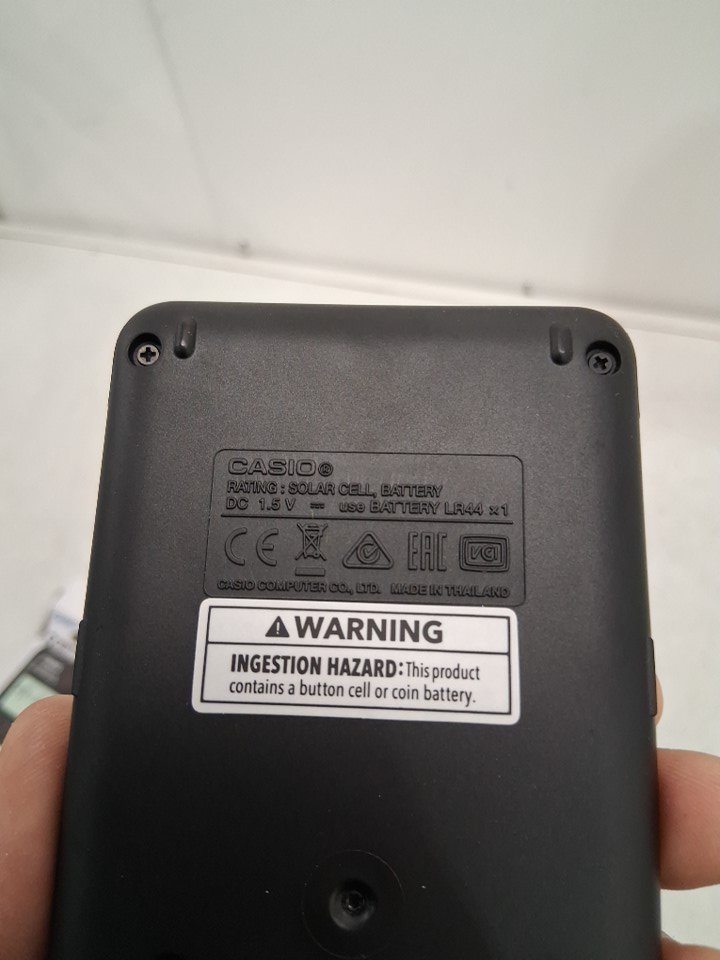 CASIO®
RATING : SOLAR CELL, BATTERY
DC 1.5 V ⎓ use BATTERY LR44 ×1
CE EAC VCI
CASIO COMPUTER CO., LTD. MADE IN THAILAND
⚠WARNING
INGESTION HAZARD: This product
contains a button cell or coin battery.